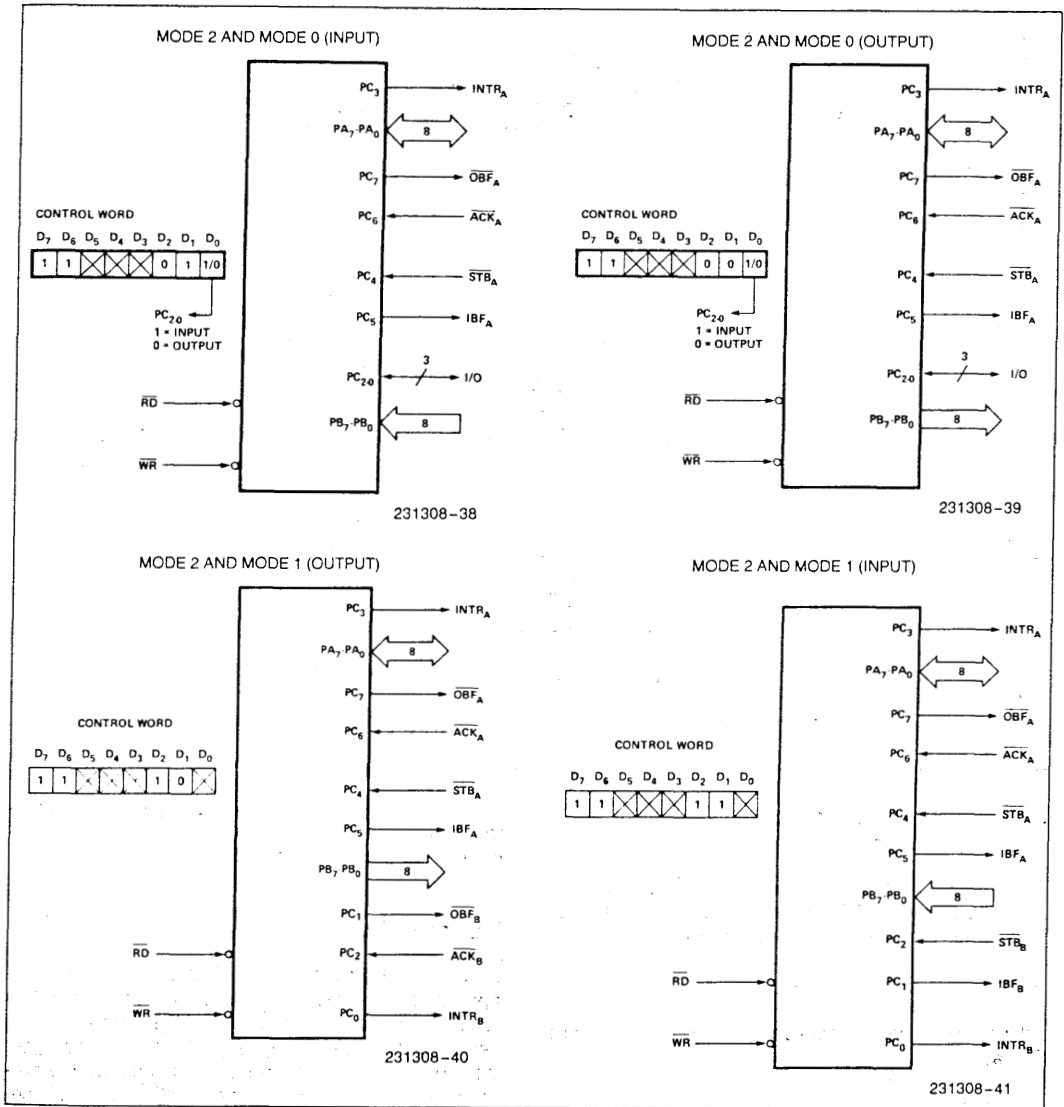 MODE 2 AND MODE 0 (INPUT)
PC3
INTRA
PA7-PA0
8
PC7
OBFA
CONTROL WORD
PC6
ACKA
D7 D6 D5 D4 D3 D2 D1 D0
1 1 0 1 1/0
PC4
STBA
PC2-0
1 = INPUT
0 = OUTPUT
PC5
IBFA
3
PC2-0
I/O
RD
PB7-PB0
8
WR
231308-38
MODE 2 AND MODE 0 (OUTPUT)
PC3
INTRA
PA7-PA0
8
PC7
OBFA
CONTROL WORD
PC6
ACKA
D7 D6 D5 D4 D3 D2 D1 D0
1 1 0 0 1/0
PC4
STBA
PC2-0
1 = INPUT
0 = OUTPUT
PC5
IBFA
3
PC2-0
I/O
RD
PB7-PB0
8
WR
231308-39
MODE 2 AND MODE 1 (OUTPUT)
PC3
INTRA
PA7-PA0
8
PC7
OBFA
CONTROL WORD
PC6
ACKA
D7 D6 D5 D4 D3 D2 D1 D0
1 1 1 0
PC4
STBA
PC5
IBFA
PB7 PB0
8
PC1
OBFB
RD
PC2
ACKB
WR
PC0
INTRB
231308-40
MODE 2 AND MODE 1 (INPUT)
PC3
INTRA
PA7-PA0
8
PC7
OBFA
CONTROL WORD
PC6
ACKA
D7 D6 D5 D4 D3 D2 D1 D0
1 1 1 1
PC4
STBA
PC5
IBFA
PB7-PB0
8
PC2
STBB
RD
PC1
IBFB
WR
PC0
INTRB
231308-41